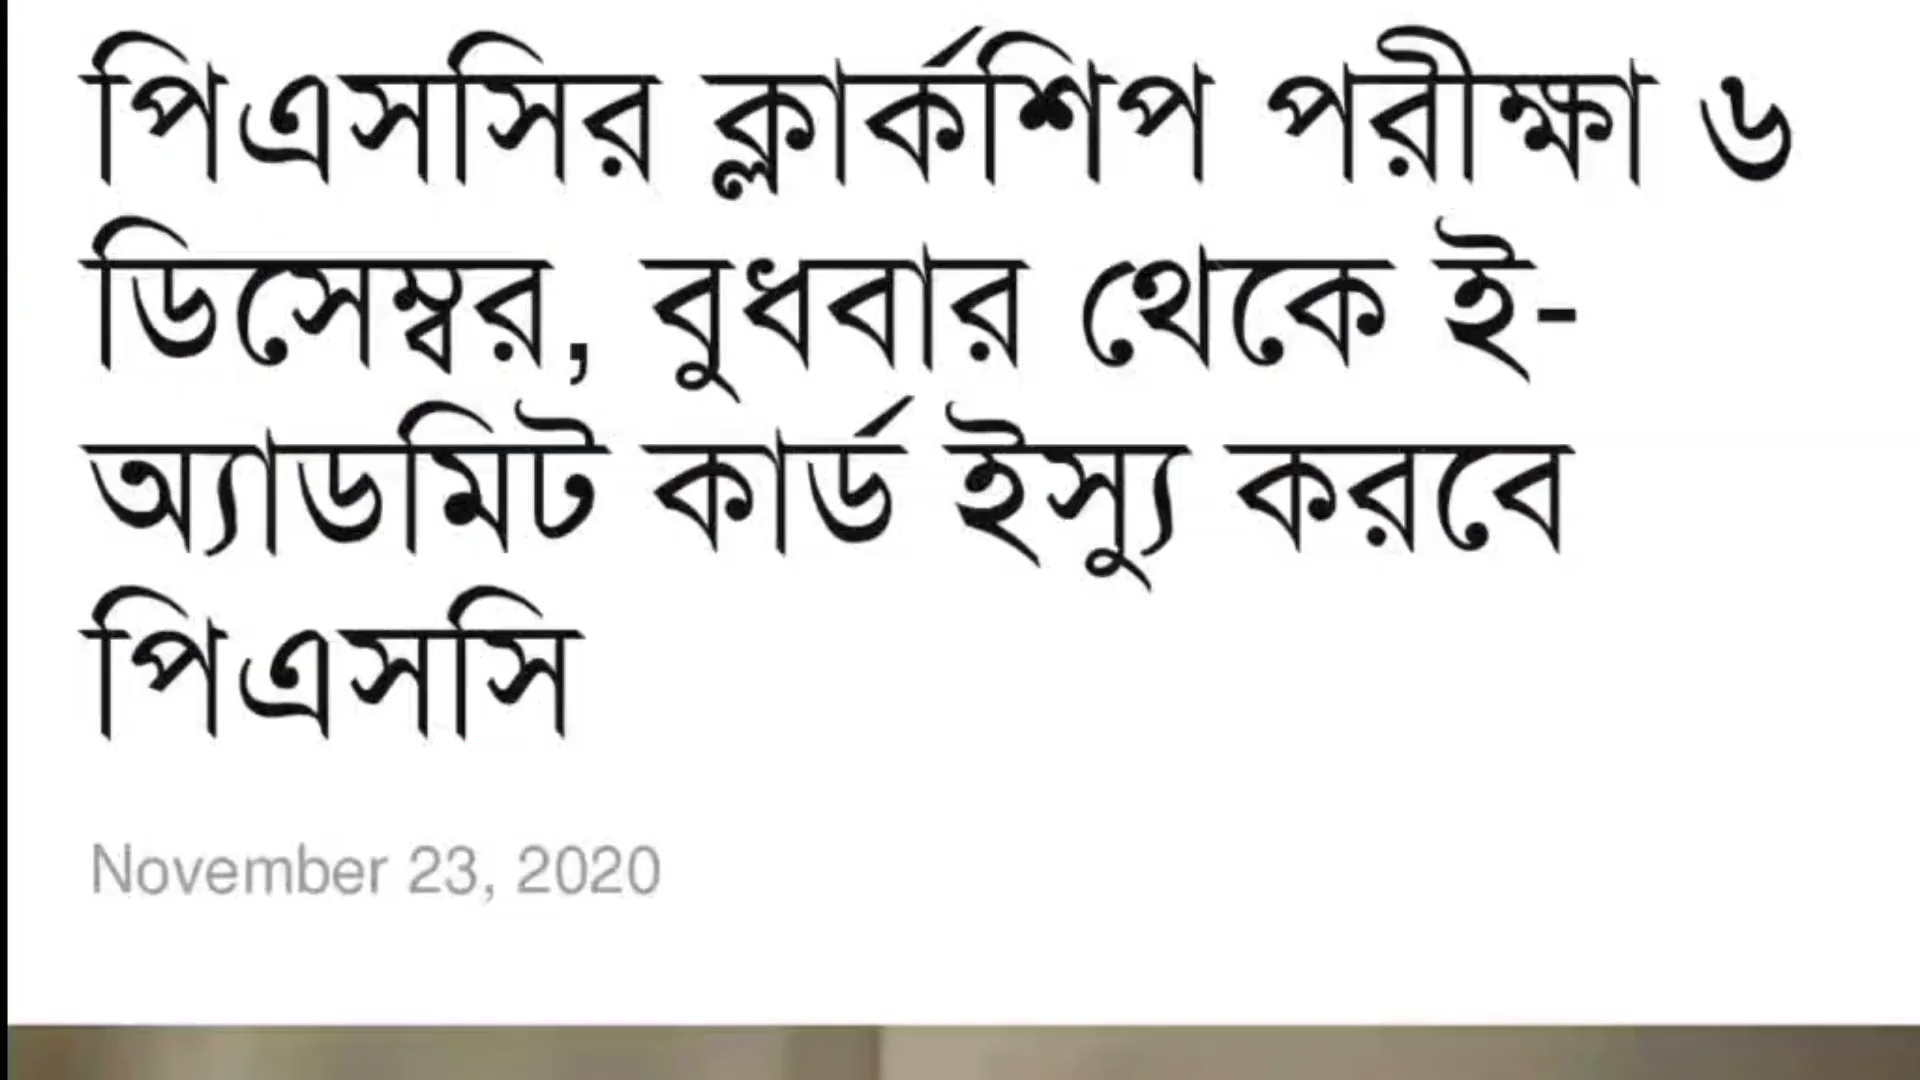 পিএসসির ক্লার্কশিপ পরীক্ষা ৬
ডিসেম্বর, বুধবার থেকে ই-
অ্যাডমিট কার্ড ইস্যু করবে
পিএসসি
November 23, 2020